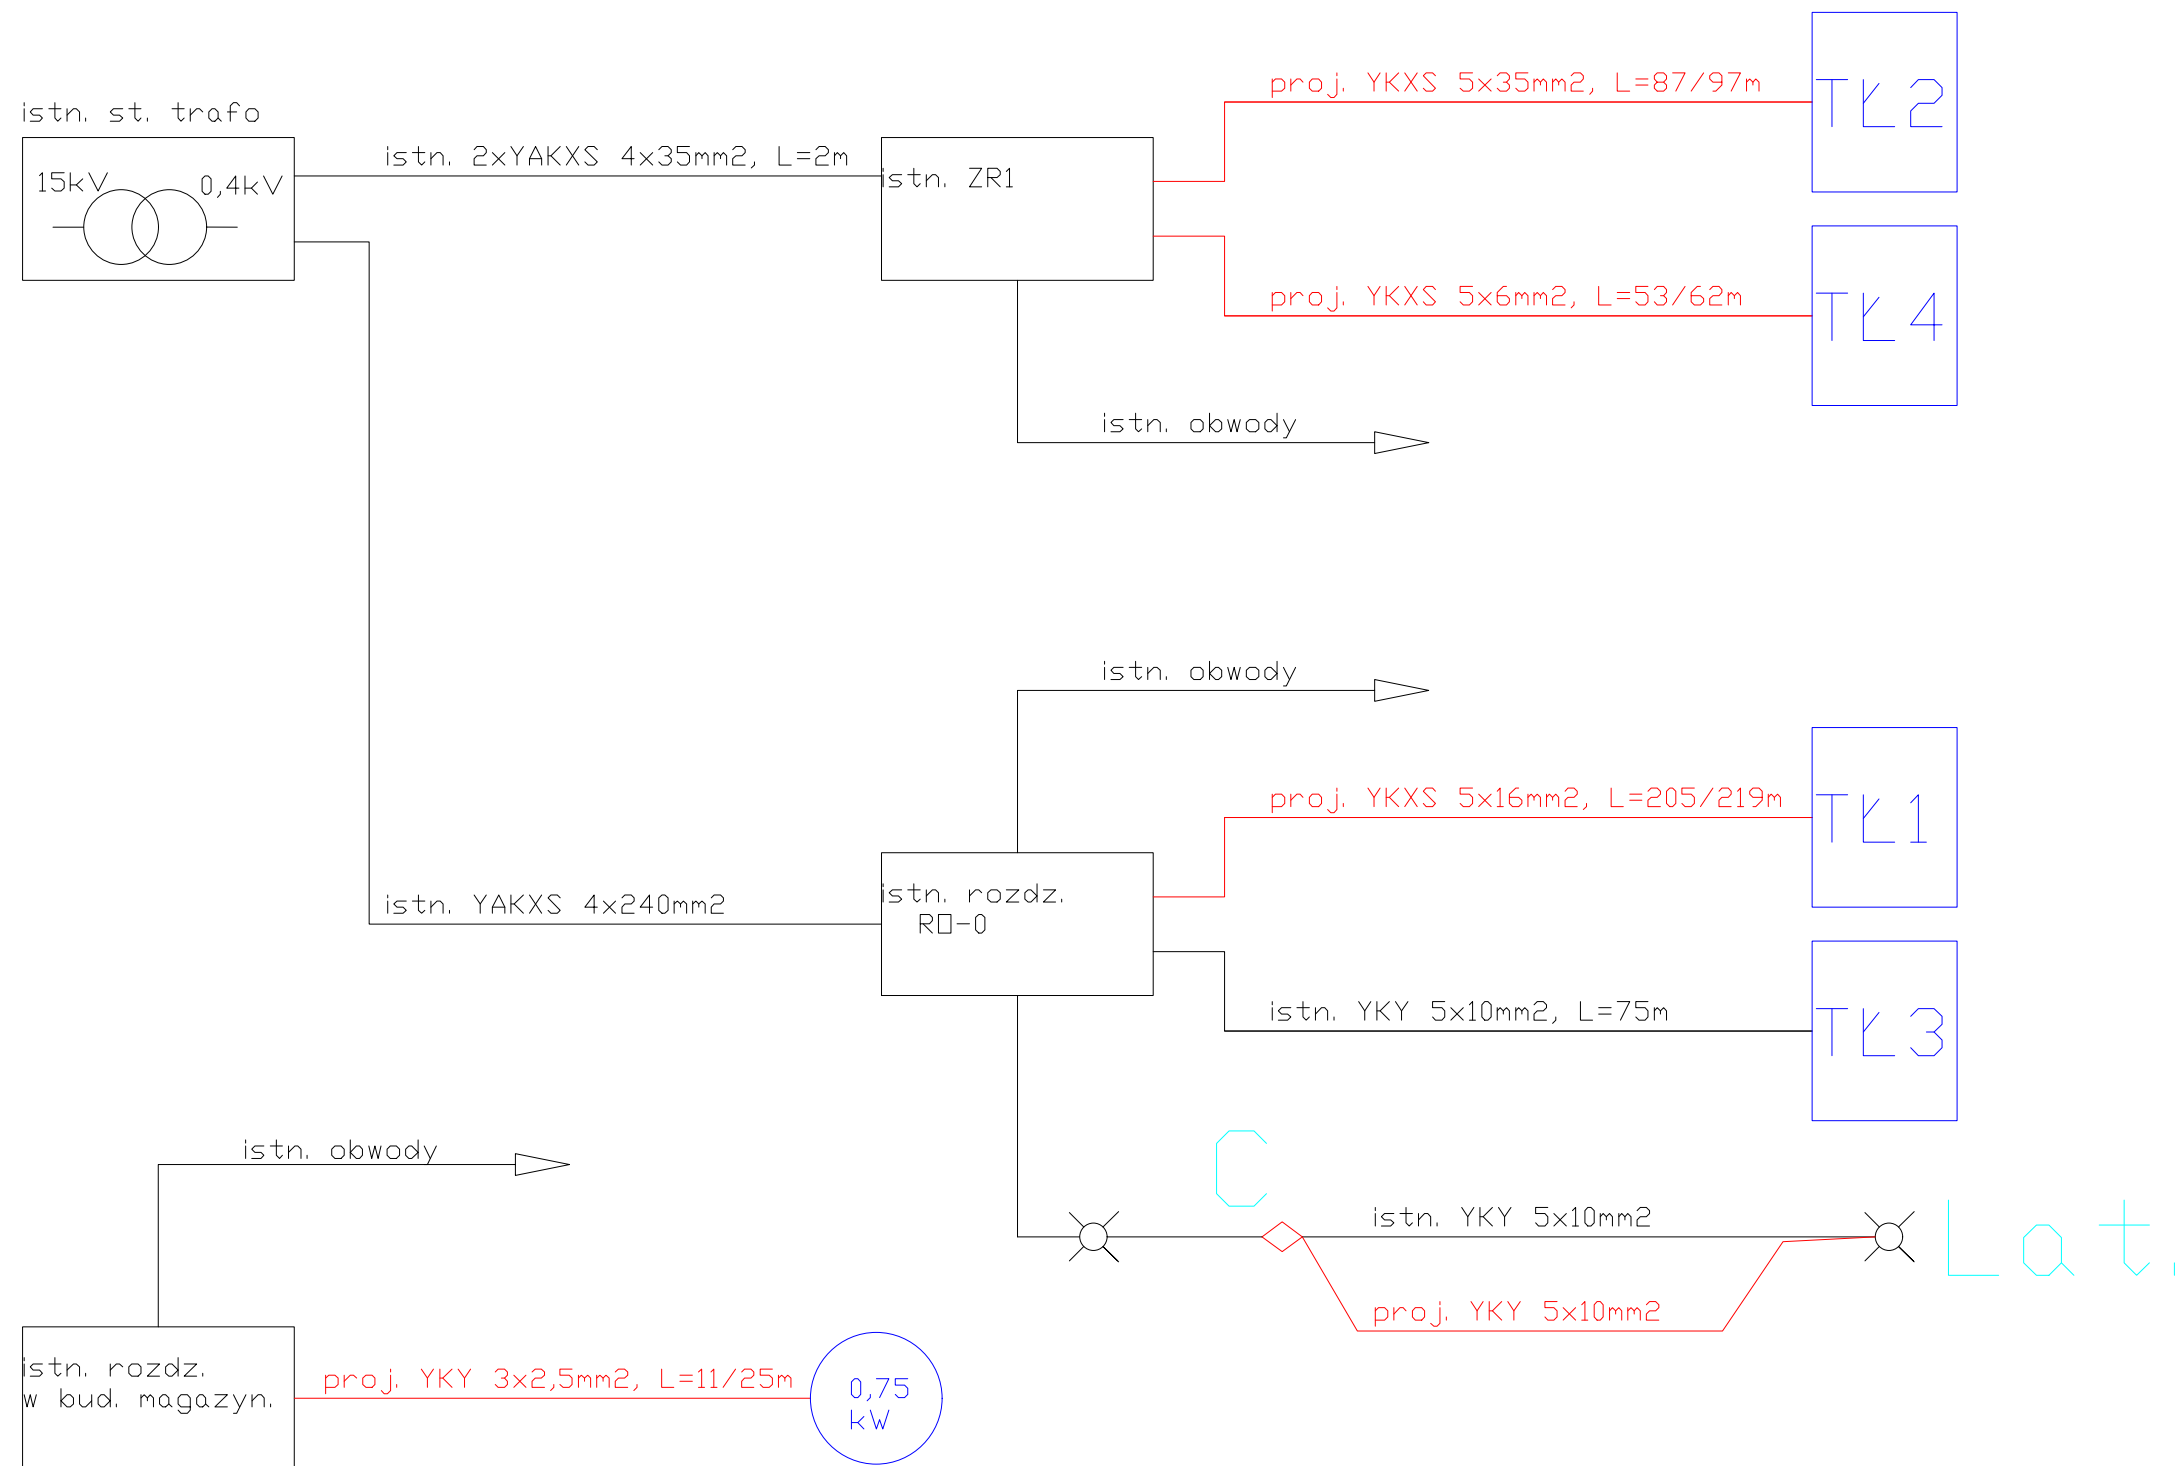 proj. YKXS 5x35mm2, L=87/97m
TŁ2
istn. st. trafo
15kV
0,4kV
istn. 2xYAKXS 4x35mm2, L=2m
istn. ZR1
proj. YKXS 5x6mm2, L=53/62m
TŁ4
istn. obwody
istn. obwody
proj. YKXS 5x16mm2, L=205/219m
TŁ1
istn. YAKXS 4x240mm2
istn. rozdz.
R□-0
istn. YKY 5x10mm2, L=75m
TŁ3
istn. obwody
C
istn. YKY 5x10mm2
Lat.
proj. YKY 5x10mm2
istn. rozdz.
w bud. magazyn.
proj. YKY 3x2,5mm2, L=11/25m
0,75
kW